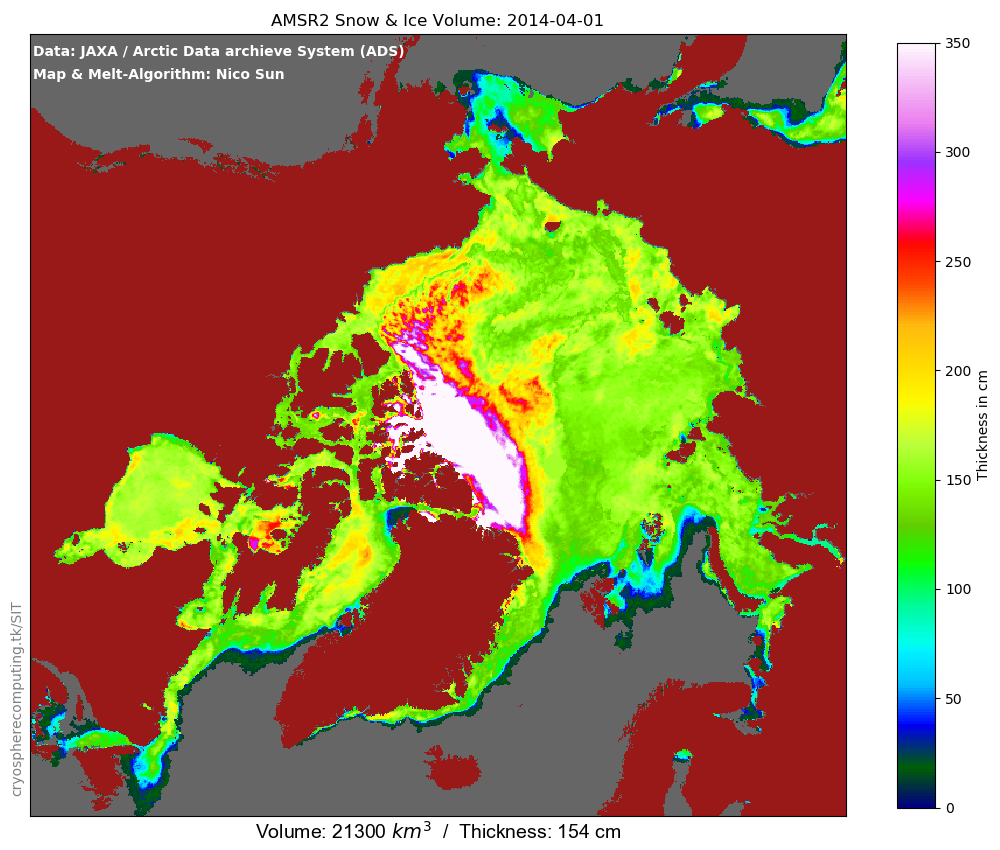 AMSR2 Snow & Ice Volume: 2014-04-01
Data: JAXA / Arctic Data archieve System (ADS)
Map & Melt-Algorithm: Nico Sun
350
300
250
200
150
100
50
0
Thickness in cm
cryospherecomputing.tk/SIT
Volume: 21300 km³ / Thickness: 154 cm